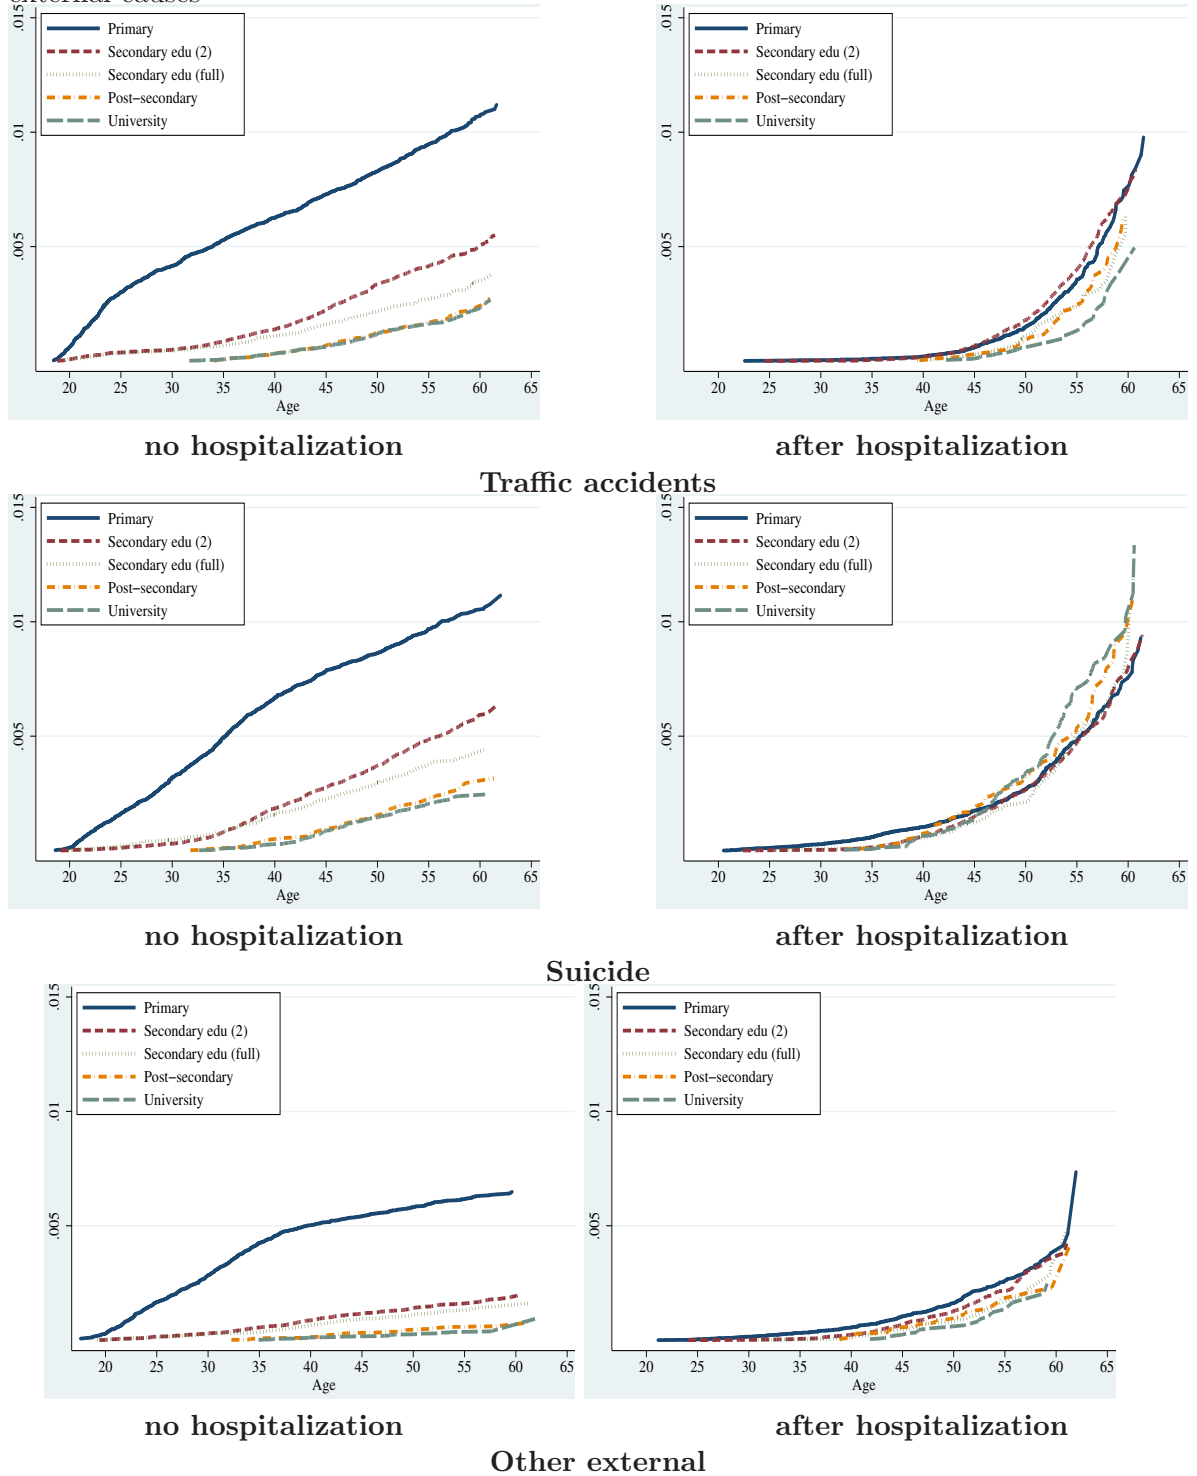 external causes
.015
.01
.005
Primary
Secondary edu (2)
Secondary edu (full)
Post−secondary
University
20 25 30 35 40 45 50 55 60 65
Age
.015
.01
.005
Primary
Secondary edu (2)
Secondary edu (full)
Post−secondary
University
20 25 30 35 40 45 50 55 60 65
Age
no hospitalization
after hospitalization
Traffic accidents
.015
.01
.005
Primary
Secondary edu (2)
Secondary edu (full)
Post−secondary
University
20 25 30 35 40 45 50 55 60 65
Age
.015
.01
.005
Primary
Secondary edu (2)
Secondary edu (full)
Post−secondary
University
20 25 30 35 40 45 50 55 60 65
Age
no hospitalization
after hospitalization
Suicide
.015
.01
.005
Primary
Secondary edu (2)
Secondary edu (full)
Post−secondary
University
20 25 30 35 40 45 50 55 60 65
Age
.015
.01
.005
Primary
Secondary edu (2)
Secondary edu (full)
Post−secondary
University
20 25 30 35 40 45 50 55 60 65
Age
no hospitalization
after hospitalization
Other external